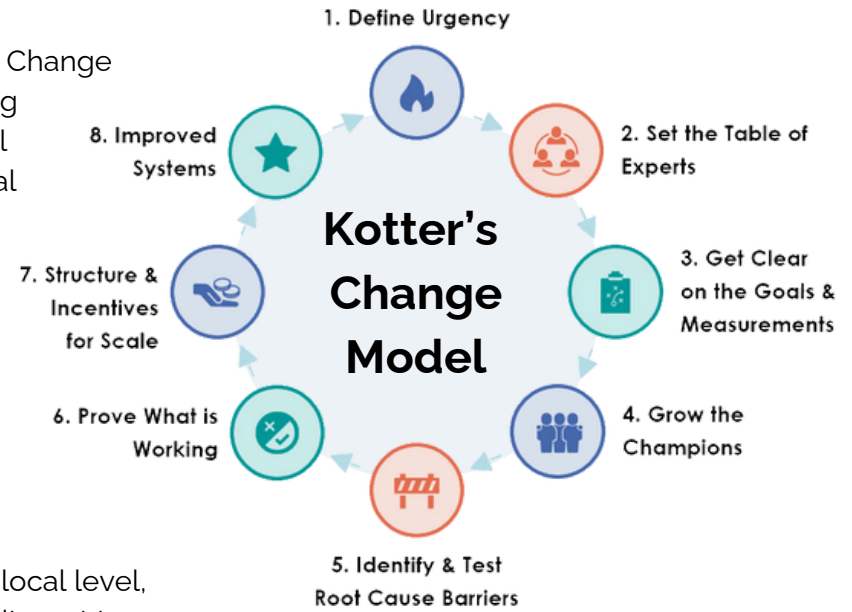 Change
g
l
al
local level,
1. Define Urgency
2. Set the Table of
Experts
3. Get Clear
on the Goals &
Measurements
4. Grow the
Champions
5. Identify & Test
Root Cause Barriers
6. Prove What is
Working
7. Structure &
Incentives
for Scale
8. Improved
Systems
Kotter's
Change
Model